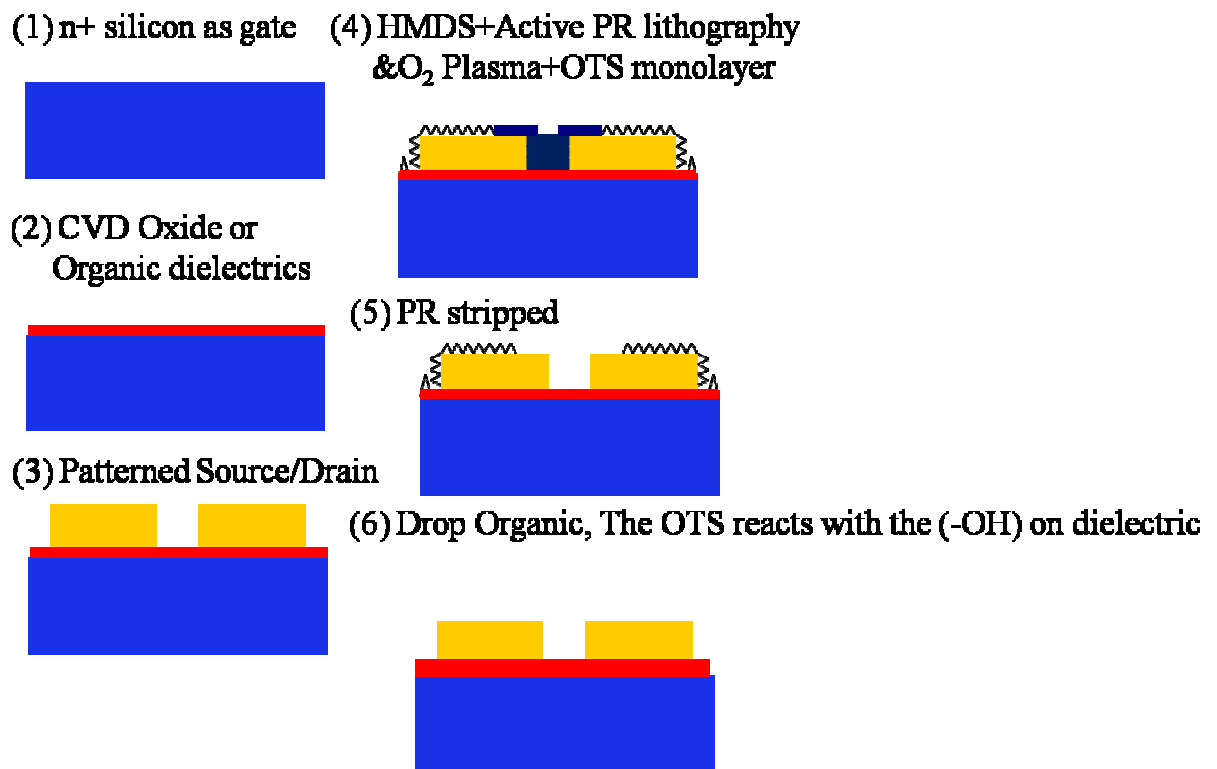 (1) n+ silicon as gate
(2) CVD Oxide or
Organic dielectrics
(3) Patterned Source/Drain
(4) HMDS+Active PR lithography
&O₂ Plasma+OTS monolayer
(5) PR stripped
(6) Drop Organic, The OTS reacts with the (-OH) on dielectric